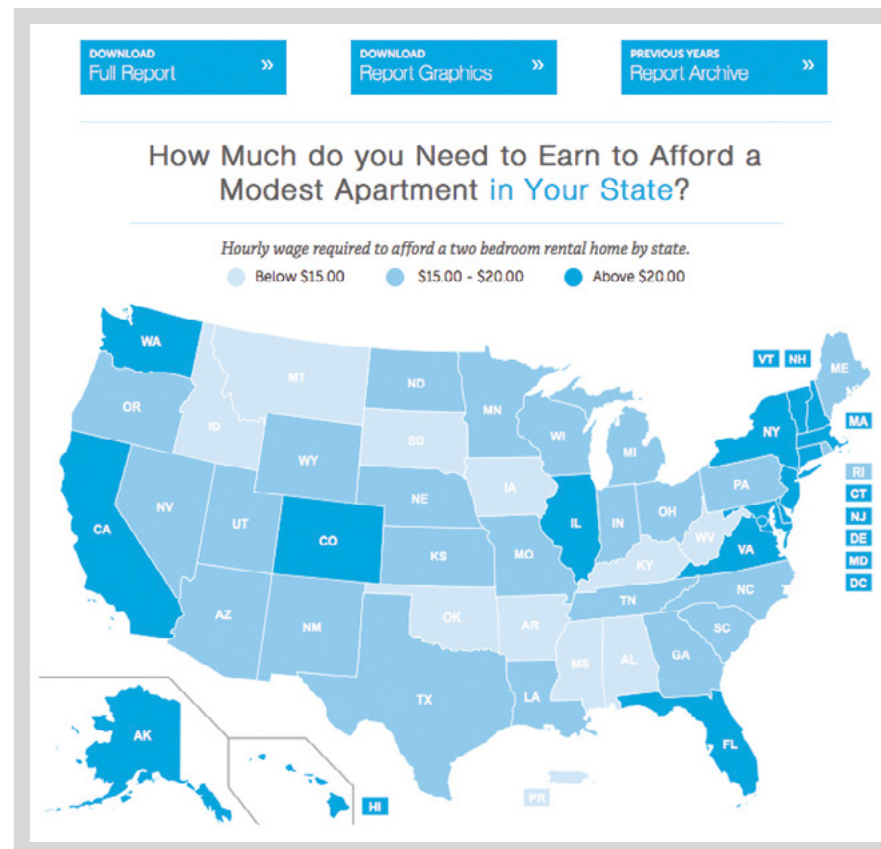 DOWNLOAD
Full Report »
DOWNLOAD
Report Graphics »
PREVIOUS YEARS
Report Archive »
How Much do you Need to Earn to Afford a
Modest Apartment in Your State?
Hourly wage required to afford a two bedroom rental home by state.
Below $15.00
$15.00 - $20.00
Above $20.00
WA
MT
ND
MN
VT
NH
ME
OR
ID
SD
WI
MI
NY
MA
WY
IA
PA
RI
NV
UT
NE
IL
IN
OH
CT
CA
CO
KS
MO
WV
VA
NJ
KY
DE
MD
DC
AZ
NM
OK
AR
TN
NC
SC
MS
AL
GA
TX
LA
FL
AK
HI
PR